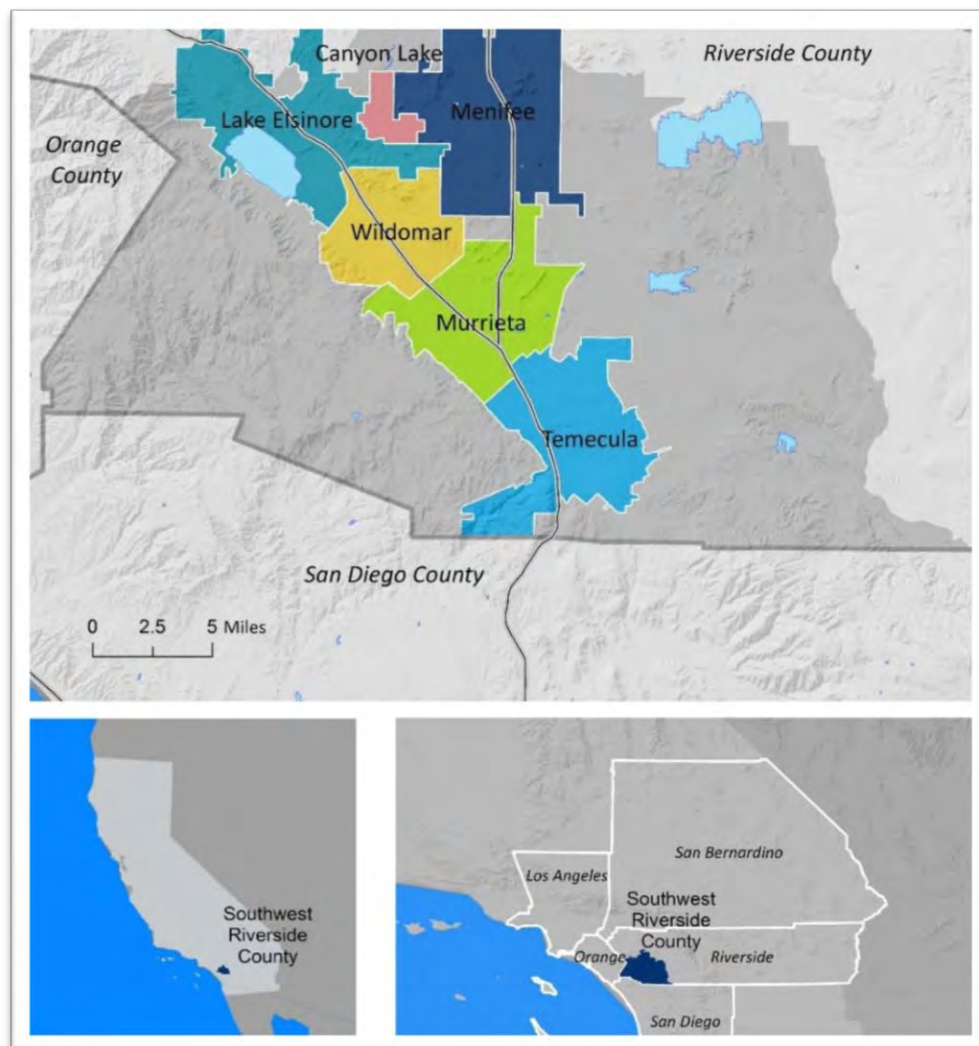 Canyon Lake
Riverside County
Lake Elsinore
Menifee
Orange
County
Wildomar
Murrieta
Temecula
San Diego County
0 2.5 5 Miles
Southwest
Riverside
County
San Bernardino
Los Angeles
Southwest
Riverside
County
Orange
Riverside
San Diego